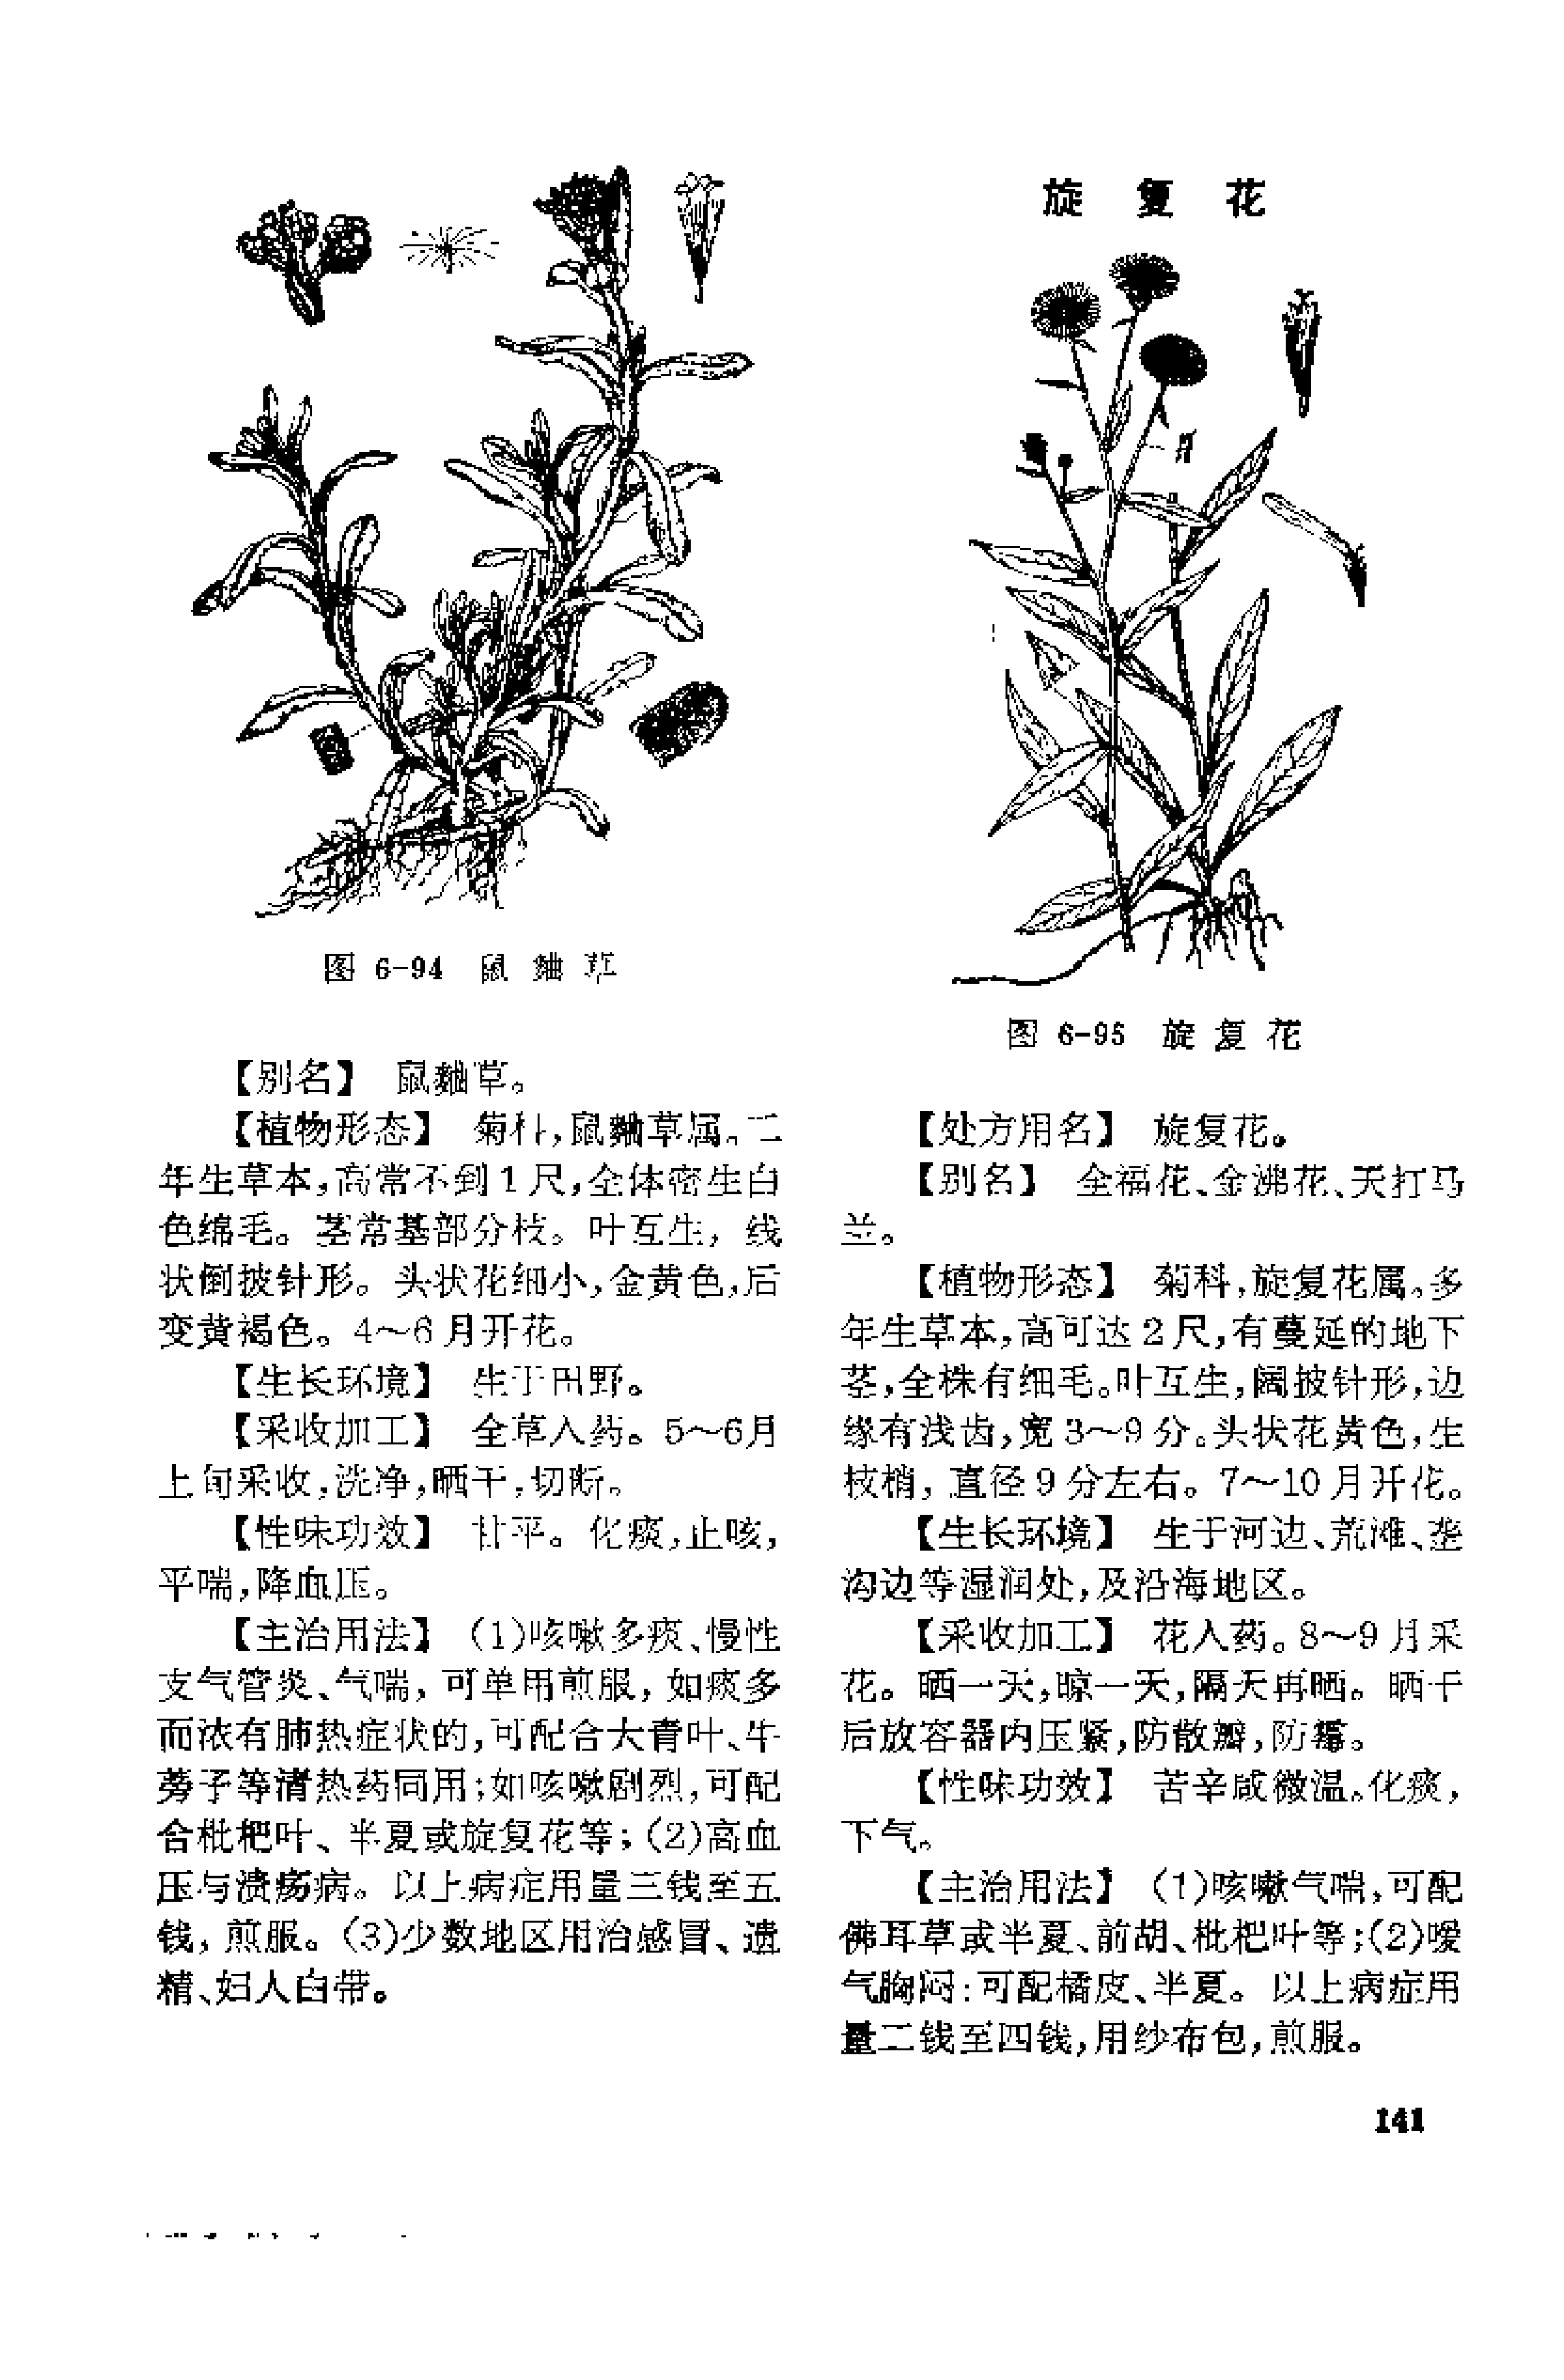 图 6-94 鼠 麯 草
【别名】 鼠麯草。
【植物形态】 菊科,鼠麯草属。二
年生草本,高常不到1尺,全体密生白
色绵毛。茎常基部分枝。叶互生,线
状倒披针形。头状花细小,金黄色,后
变黄褐色。4～6月开花。
【生长环境】 生于田野。
【采收加工】 全草入药。5～6月
上旬采收,洗净,晒干,切断。
【性味功效】 甘平。化痰,止咳,
平喘,降血压。
【主治用法】 (1)咳嗽多痰、慢性
支气管炎、气喘,可单用煎服,如痰多
而浓有肺热症状的,可配合大青叶、牛
蒡子等清热药同用;如咳嗽剧烈,可配
合枇杷叶、半夏或旋复花等;(2)高血
压与溃疡病。以上病症用量三钱至五
钱,煎服。(3)少数地区用治感冒、遗
精、妇人白带。
旋 复 花
图 6-95 旋 复 花
【处方用名】 旋复花。
【别名】 全福花、金沸花、天打马
兰。
【植物形态】 菊科,旋复花属。多
年生草本,高可达2尺,有蔓延的地下
茎,全株有细毛。叶互生,阔披针形,边
缘有浅齿,宽3～9分。头状花黄色,生
枝梢,直径9分左右。7～10月开花。
【生长环境】 生于河边、荒滩、垄
沟边等湿润处,及沿海地区。
【采收加工】 花入药。8～9月采
花。晒一天,晾一天,隔天再晒。晒干
后放容器内压紧,防散瓣,防霉。
【性味功效】 苦辛咸微温。化痰,
下气。
【主治用法】 (1)咳嗽气喘,可配
佛耳草或半夏、前胡、枇杷叶等;(2)嗳
气胸闷:可配橘皮、半夏。以上病症用
量二钱至四钱,用纱布包,煎服。
141